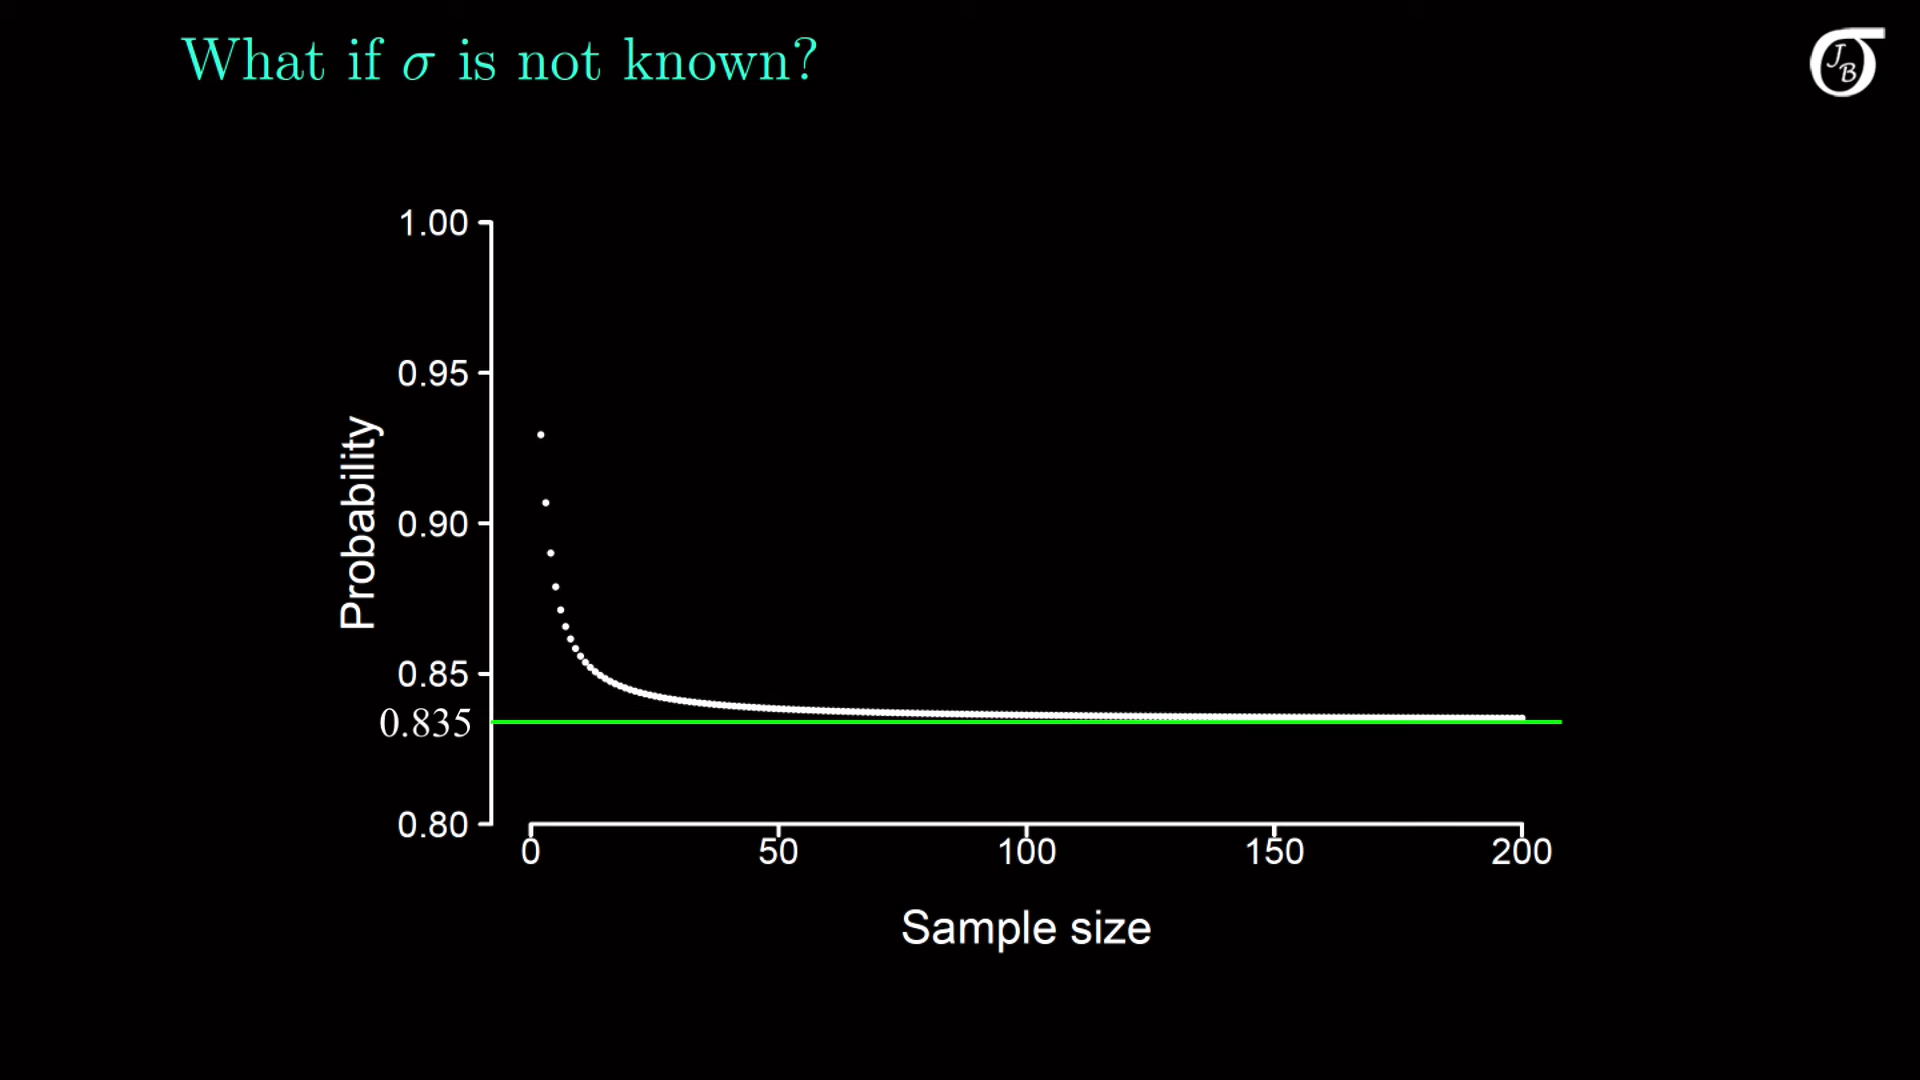 What if σ is not known?
J
B
1.00
0.95
0.90
0.85
0.835
0.80
Probability
0 50 100 150 200
Sample size